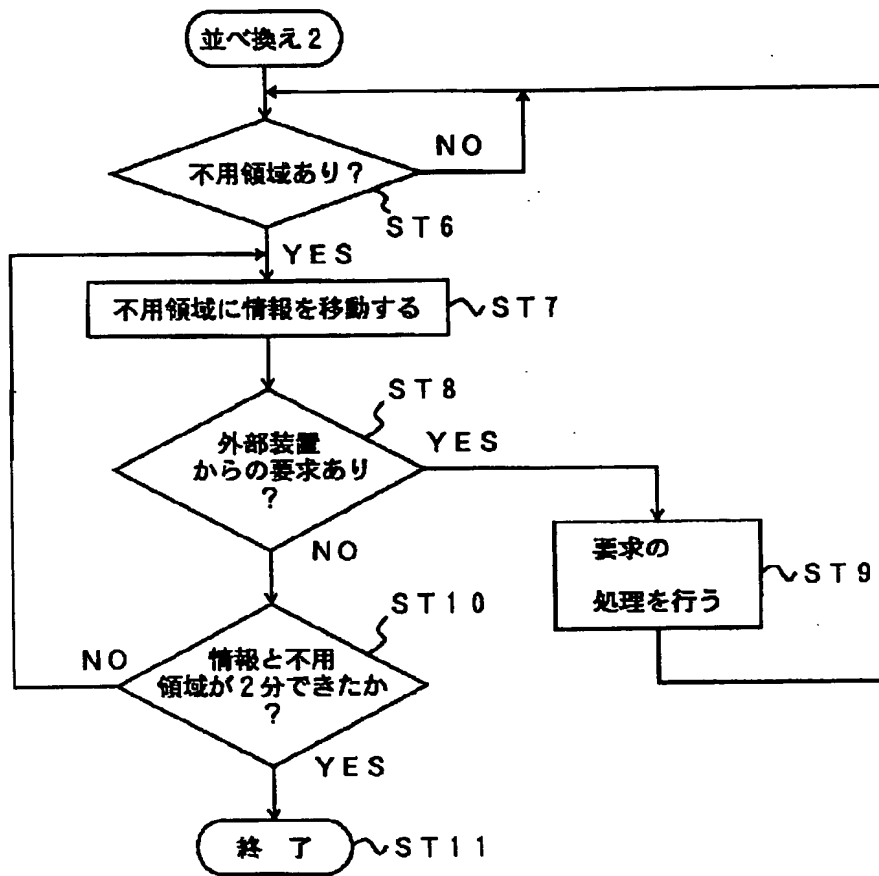 並べ換え2
不用領域あり?
NO
ST6
YES
不用領域に情報を移動する
ST7
ST8
外部装置
からの要求あり
?
YES
NO
要求の
処理を行う
ST9
ST10
情報と不用
領域が2分できたか
?
NO
YES
終 了
ST11